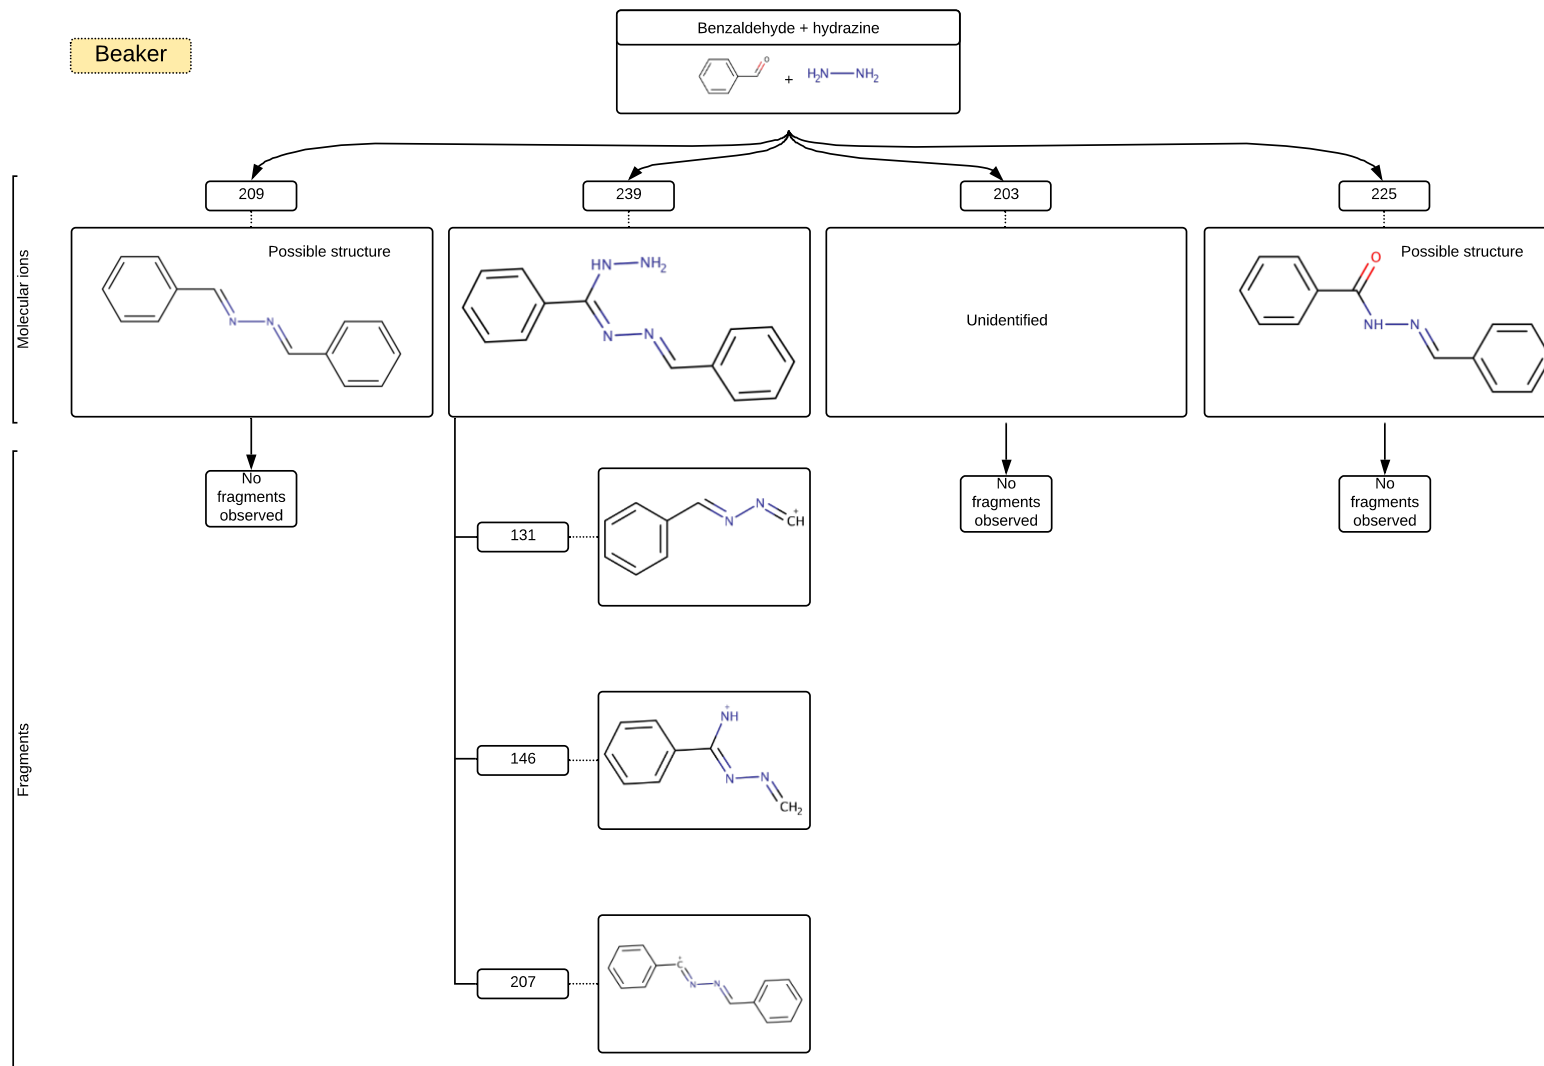 Beaker
Benzaldehyde + hydrazine
O
+
H2N
NH2
Molecular ions
209
239
203
225
Possible structure
N
N
HN
NH2
N
N
Unidentified
Possible structure
O
NH
N
No
fragments
observed
No
fragments
observed
No
fragments
observed
Fragments
131
N
N
CH
+
146
NH
+
N
N
CH2
207
C
+
N
N